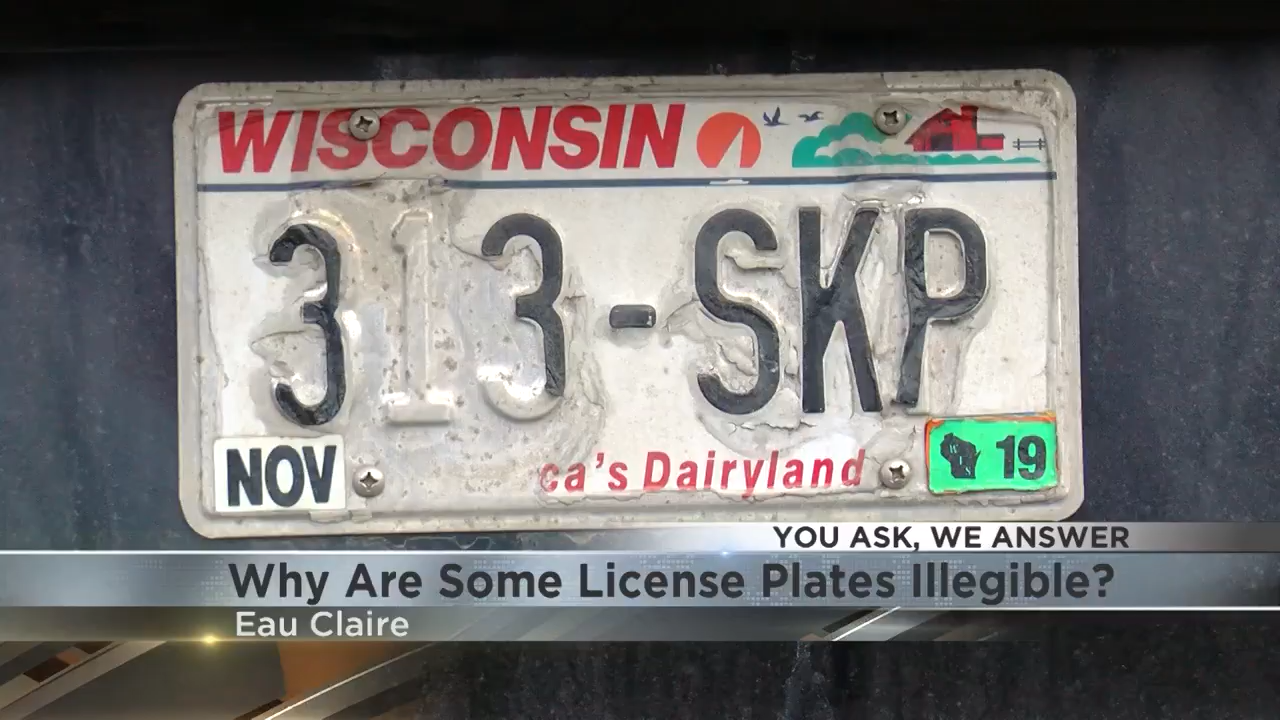 WISCONSIN
313-SKP
NOV
ca's Dairyland
19
YOU ASK, WE ANSWER
Why Are Some License Plates Illegible?
Eau Claire